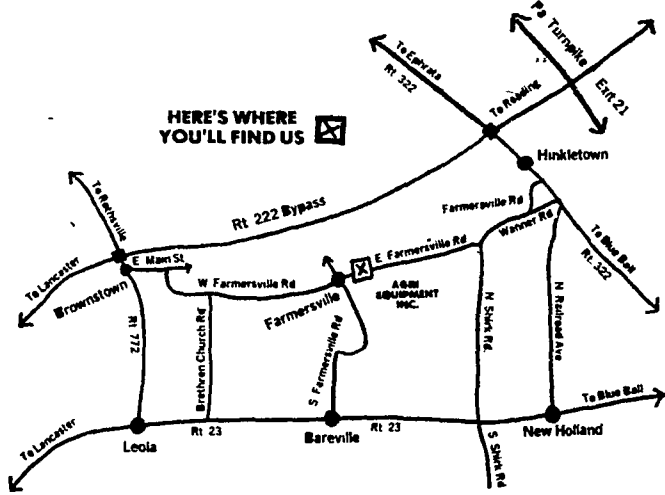 Pa Turnpike
Exit 21
To Ephrata
Rt 322
To Reading
HERE'S WHERE
YOU'LL FIND US
Hinkletown
To Rothsville
Rt 222 Bypass
Farmersville Rd
Wanner Rd
To Blue Ball
Rt. 322
E Main St
E Farmersville Rd
To Lancaster
Brownstown
W Farmersville Rd
Farmersville
AGRI
EQUIPMENT
INC.
Rt 772
Brethren Church Rd
S Farmersville Rd
N Shirk Rd.
N Railroad Ave
To Blue Ball
To Lancaster
Leola
Rt 23
Bareville
Rt 23
New Holland
S Shirk Rd